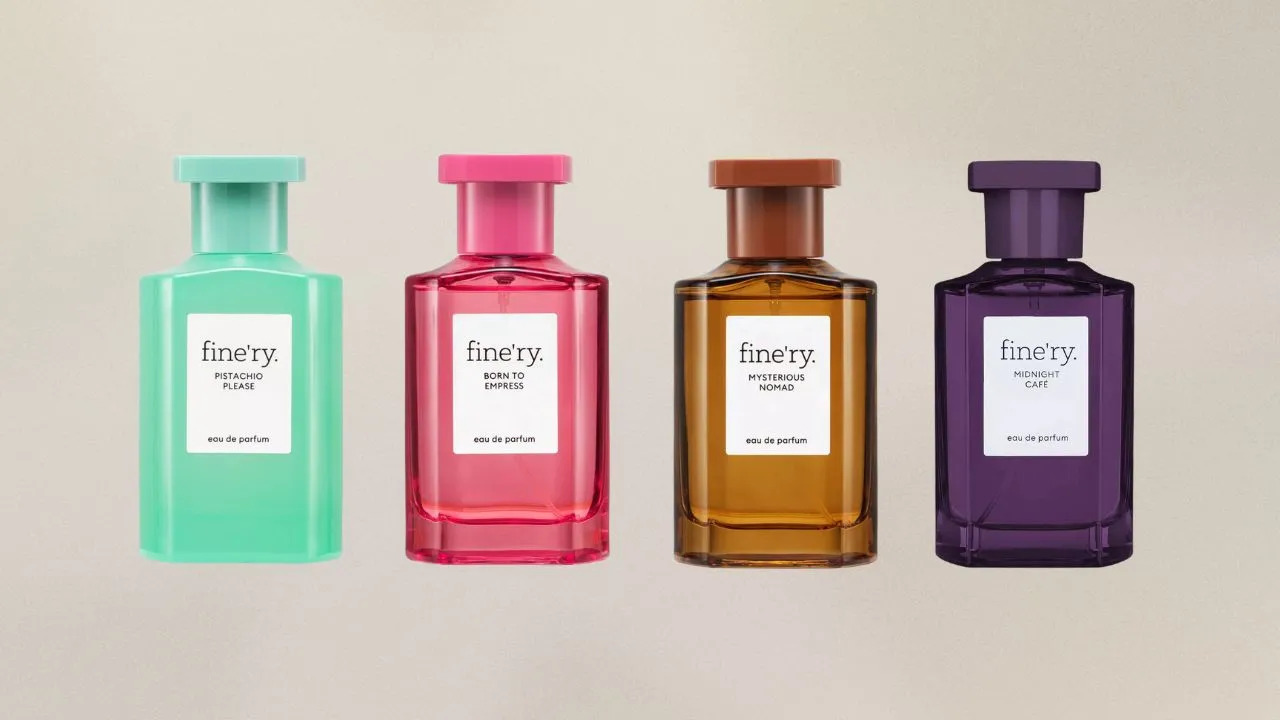 fine'ry.
PISTACHIO
PLEASE
eau de parfum
fine'ry.
BORN TO
EMPRESS
eau de parfum
fine'ry.
MYSTERIOUS
NOMAD
eau de parfum
fine'ry.
MIDNIGHT
CAFÉ
eau de parfum